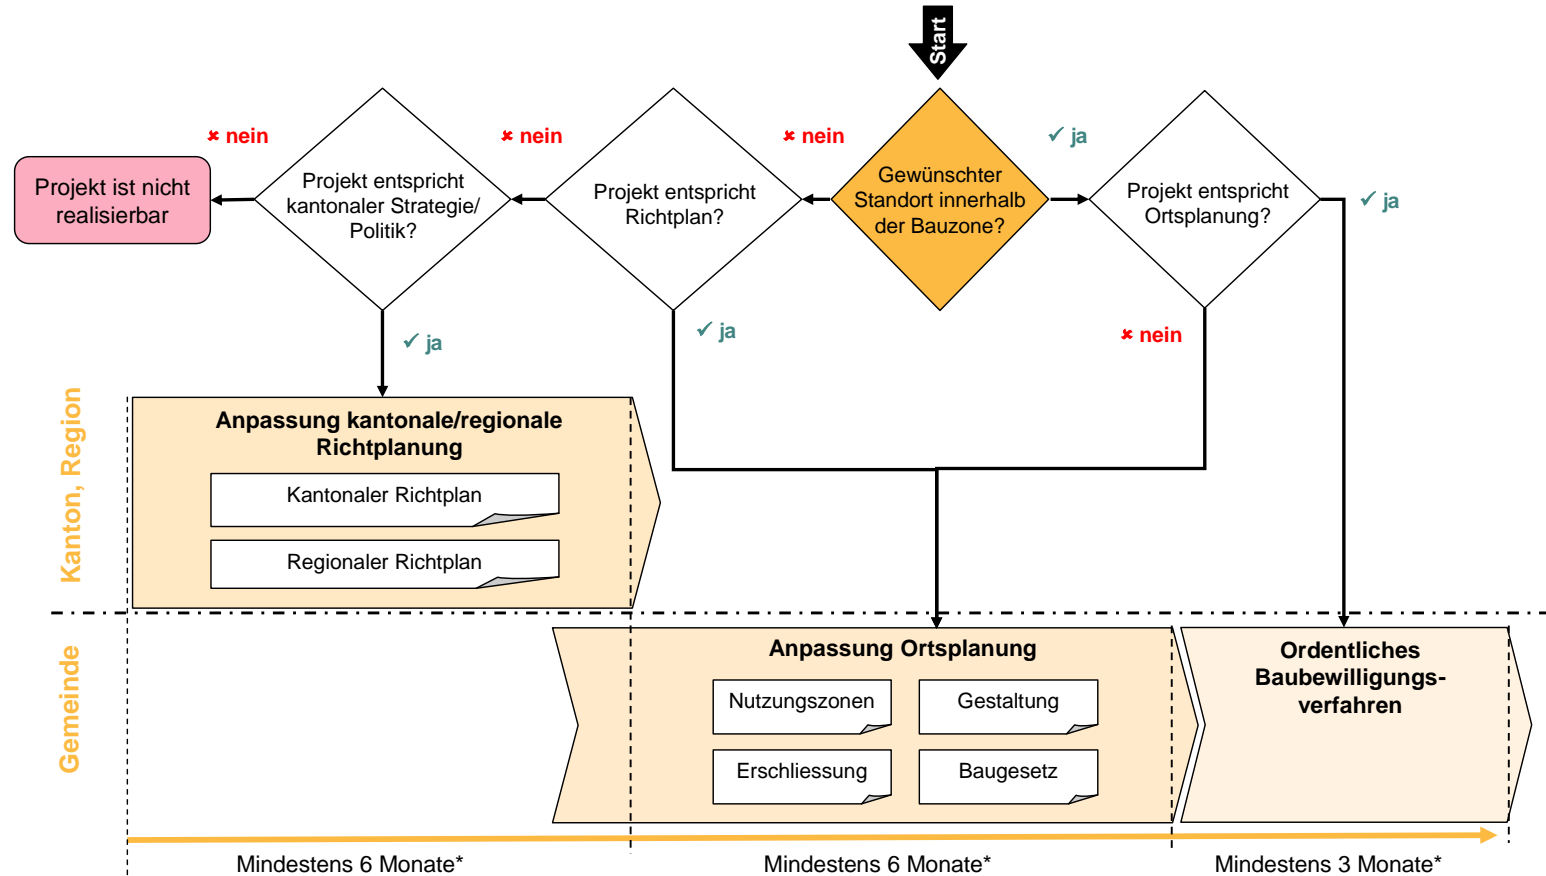 Start
✘ nein
✘ nein
✘ nein
✓ ja
Projekt ist nicht
realisierbar
Projekt entspricht
kantonaler Strategie/
Politik?
Projekt entspricht
Richtplan?
Gewünschter
Standort innerhalb
der Bauzone?
Projekt entspricht
Ortsplanung?
✓ ja
✓ ja
✓ ja
✘ nein
Kanton, Region
Anpassung kantonale/regionale
Richtplanung
Kantonaler Richtplan
Regionaler Richtplan
Gemeinde
Anpassung Ortsplanung
Nutzungszonen
Gestaltung
Erschliessung
Baugesetz
Ordentliches
Baubewilligungs-
verfahren
Mindestens 6 Monate*
Mindestens 6 Monate*
Mindestens 3 Monate*